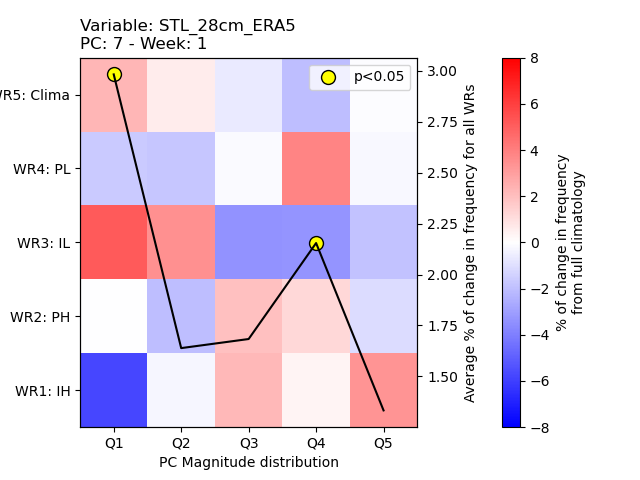 Variable: STL_28cm_ERA5
PC: 7 - Week: 1
p<0.05
WR5: Clima
WR4: PL
WR3: IL
WR2: PH
WR1: IH
Q1 Q2 Q3 Q4 Q5
PC Magnitude distribution
3.00
2.75
2.50
2.25
2.00
1.75
1.50
Average % of change in frequency for all WRs
8
6
4
2
0
−2
−4
−6
−8
% of change in frequency
from full climatology